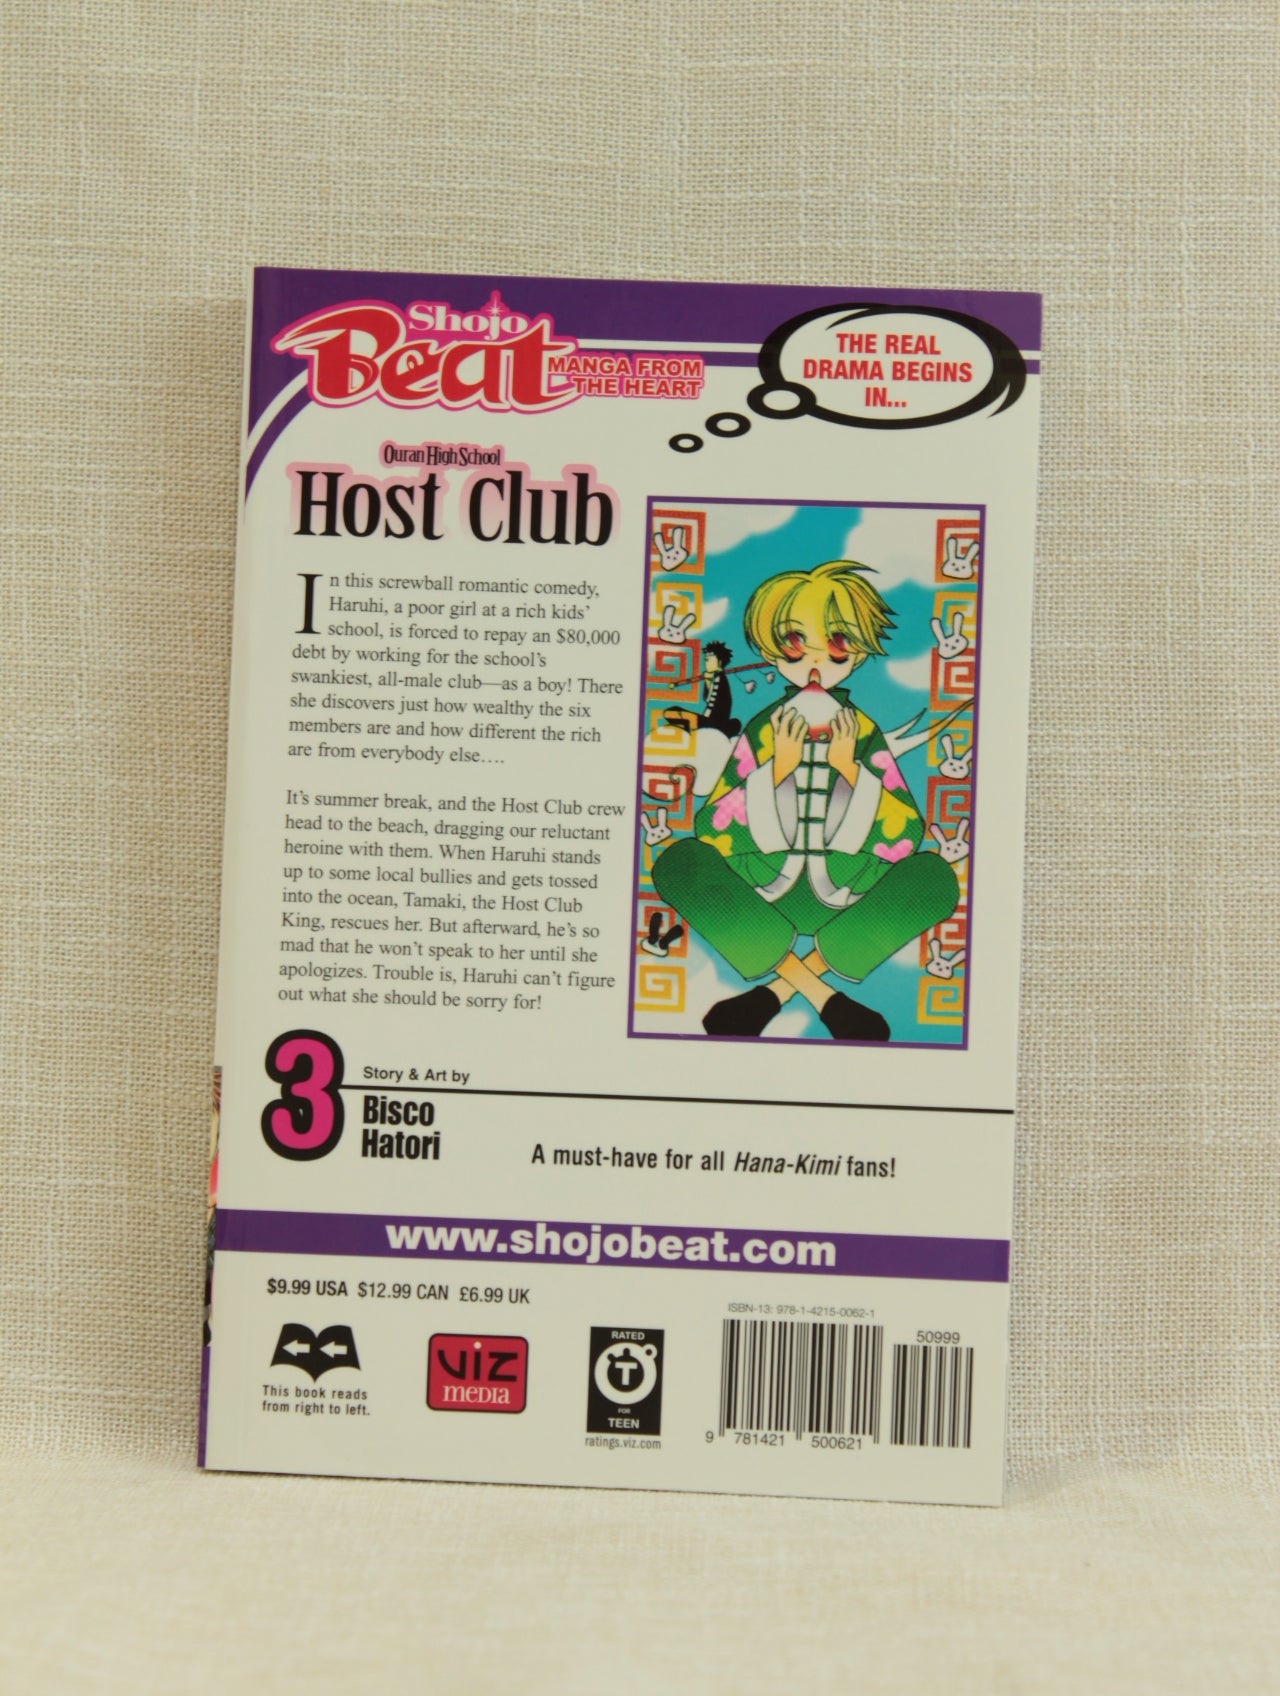 Shojo
Beat
MANGA FROM
THE HEART
THE REAL
DRAMA BEGINS
IN...
Ouran High School
Host Club
In this screwball romantic comedy,
Haruhi, a poor girl at a rich kids'
school, is forced to repay an $80,000
debt by working for the school's
swankiest, all-male club—as a boy! There
she discovers just how wealthy the six
members are and how different the rich
are from everybody else....
It's summer break, and the Host Club crew
head to the beach, dragging our reluctant
heroine with them. When Haruhi stands
up to some local bullies and gets tossed
into the ocean, Tamaki, the Host Club
King, rescues her. But afterward, he's so
mad that he won't speak to her until she
apologizes. Trouble is, Haruhi can't figure
out what she should be sorry for!
3
Story & Art by
Bisco
Hatori
A must-have for all Hana-Kimi fans!
www.shojobeat.com
$9.99 USA $12.99 CAN £6.99 UK
This book reads
from right to left.
VIZ
MEDIA
RATED
T
FOR
TEEN
ratings.viz.com
ISBN-13: 978-1-4215-0062-1
50999
9 781421 500621